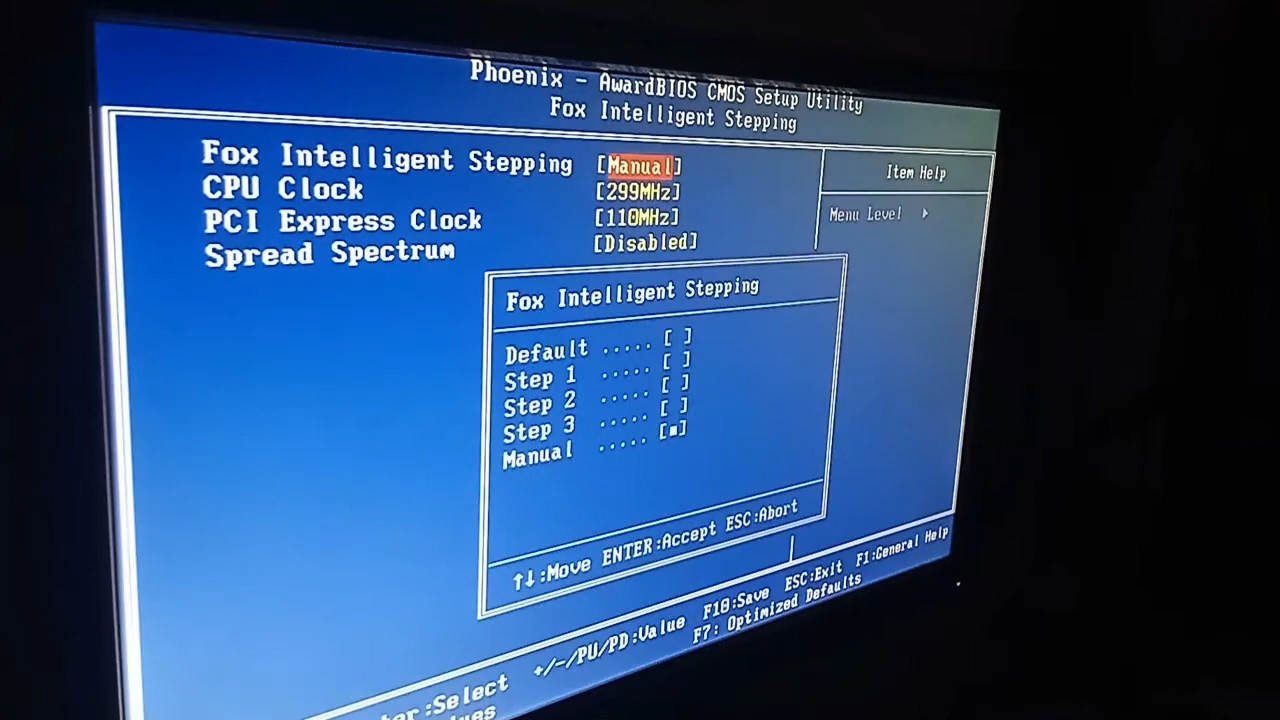 Phoenix - AwardBIOS CMOS Setup Utility
Fox Intelligent Stepping
Fox Intelligent Stepping [Manual]
CPU Clock [299MHz]
PCI Express Clock [110MHz]
Spread Spectrum [Disabled]
Item Help
Menu Level ▸
Fox Intelligent Stepping
Default ..... [ ]
Step 1 ..... [ ]
Step 2 ..... [ ]
Step 3 ..... [ ]
Manual ..... [■]
↑↓:Move ENTER:Accept ESC:Abort
:Select +/-/PU/PD:Value F10:Save ESC:Exit F1:General Help
F7: Optimized Defaults